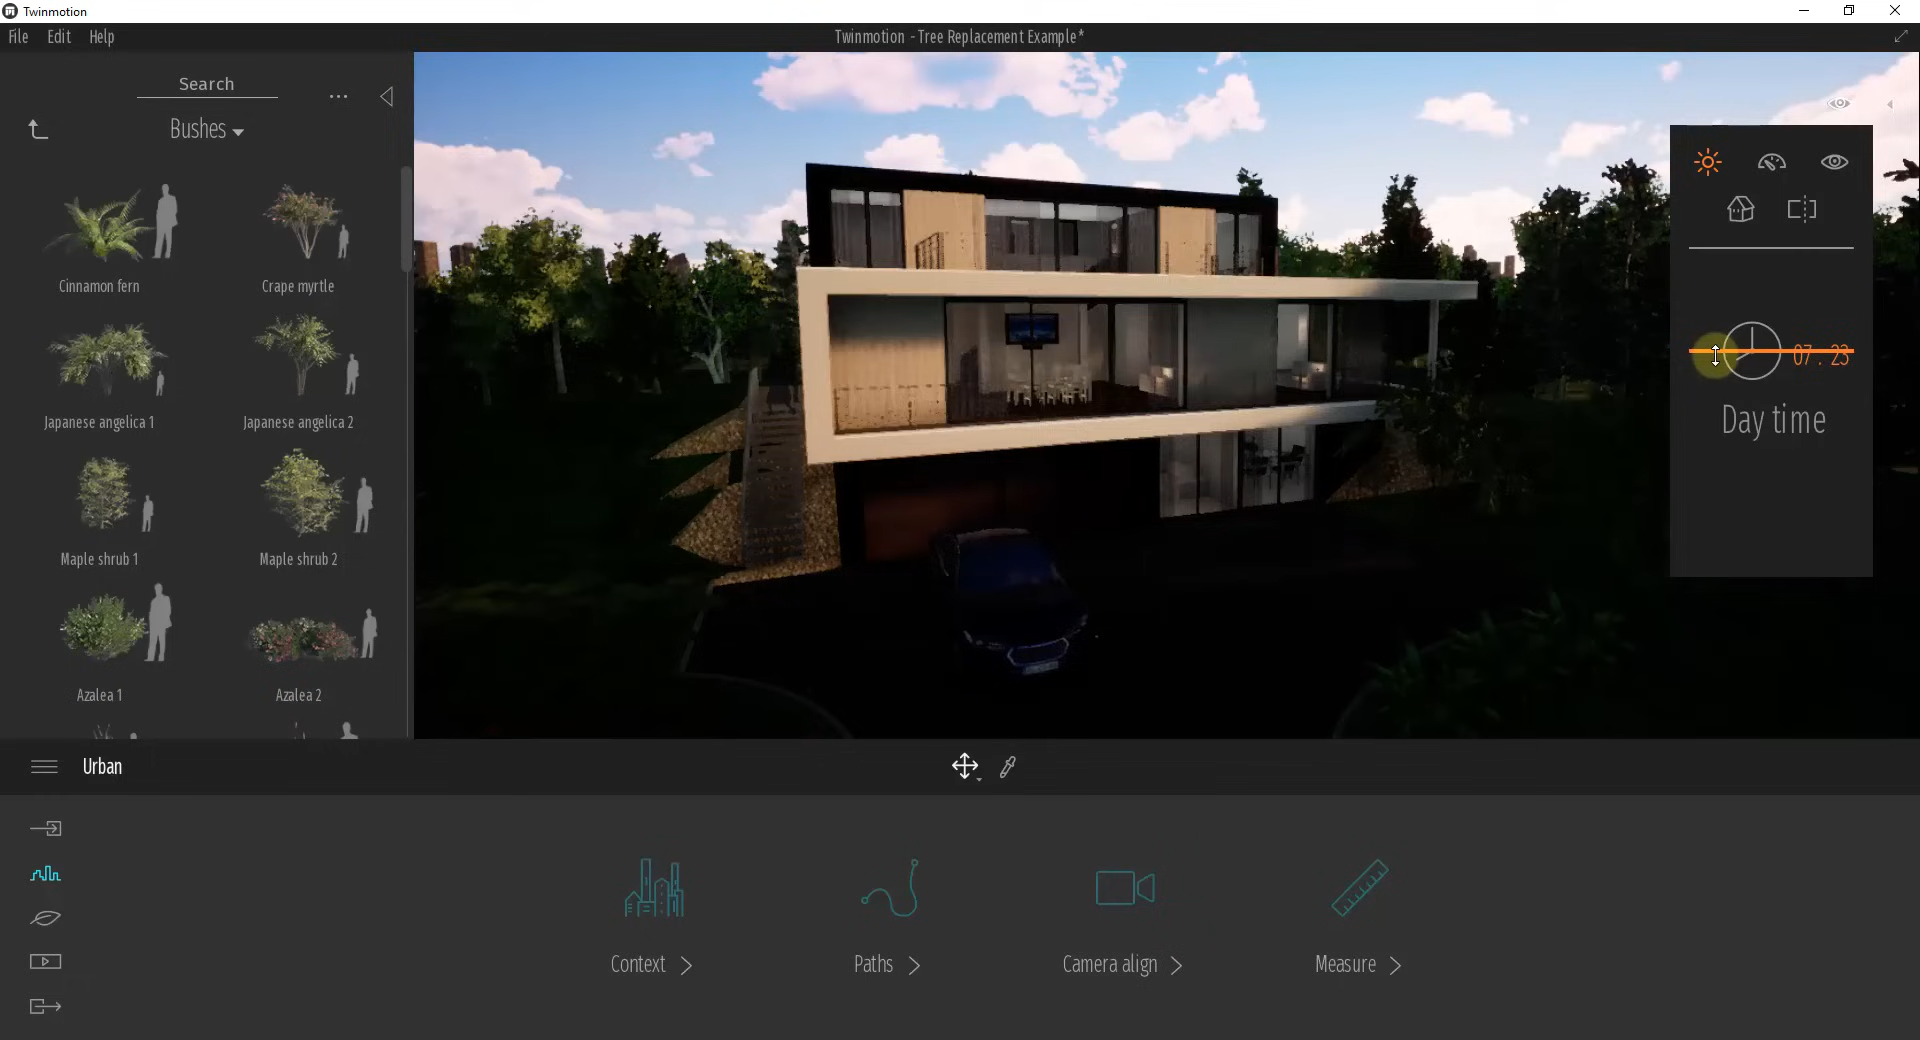 Twinmotion
File Edit Help
Twinmotion - Tree Replacement Example*
Search
Bushes
Cinnamon fern
Crape myrtle
Japanese angelica 1
Japanese angelica 2
Maple shrub 1
Maple shrub 2
Azalea 1
Azalea 2
07 : 23
Day time
Urban
Context
Paths
Camera align
Measure